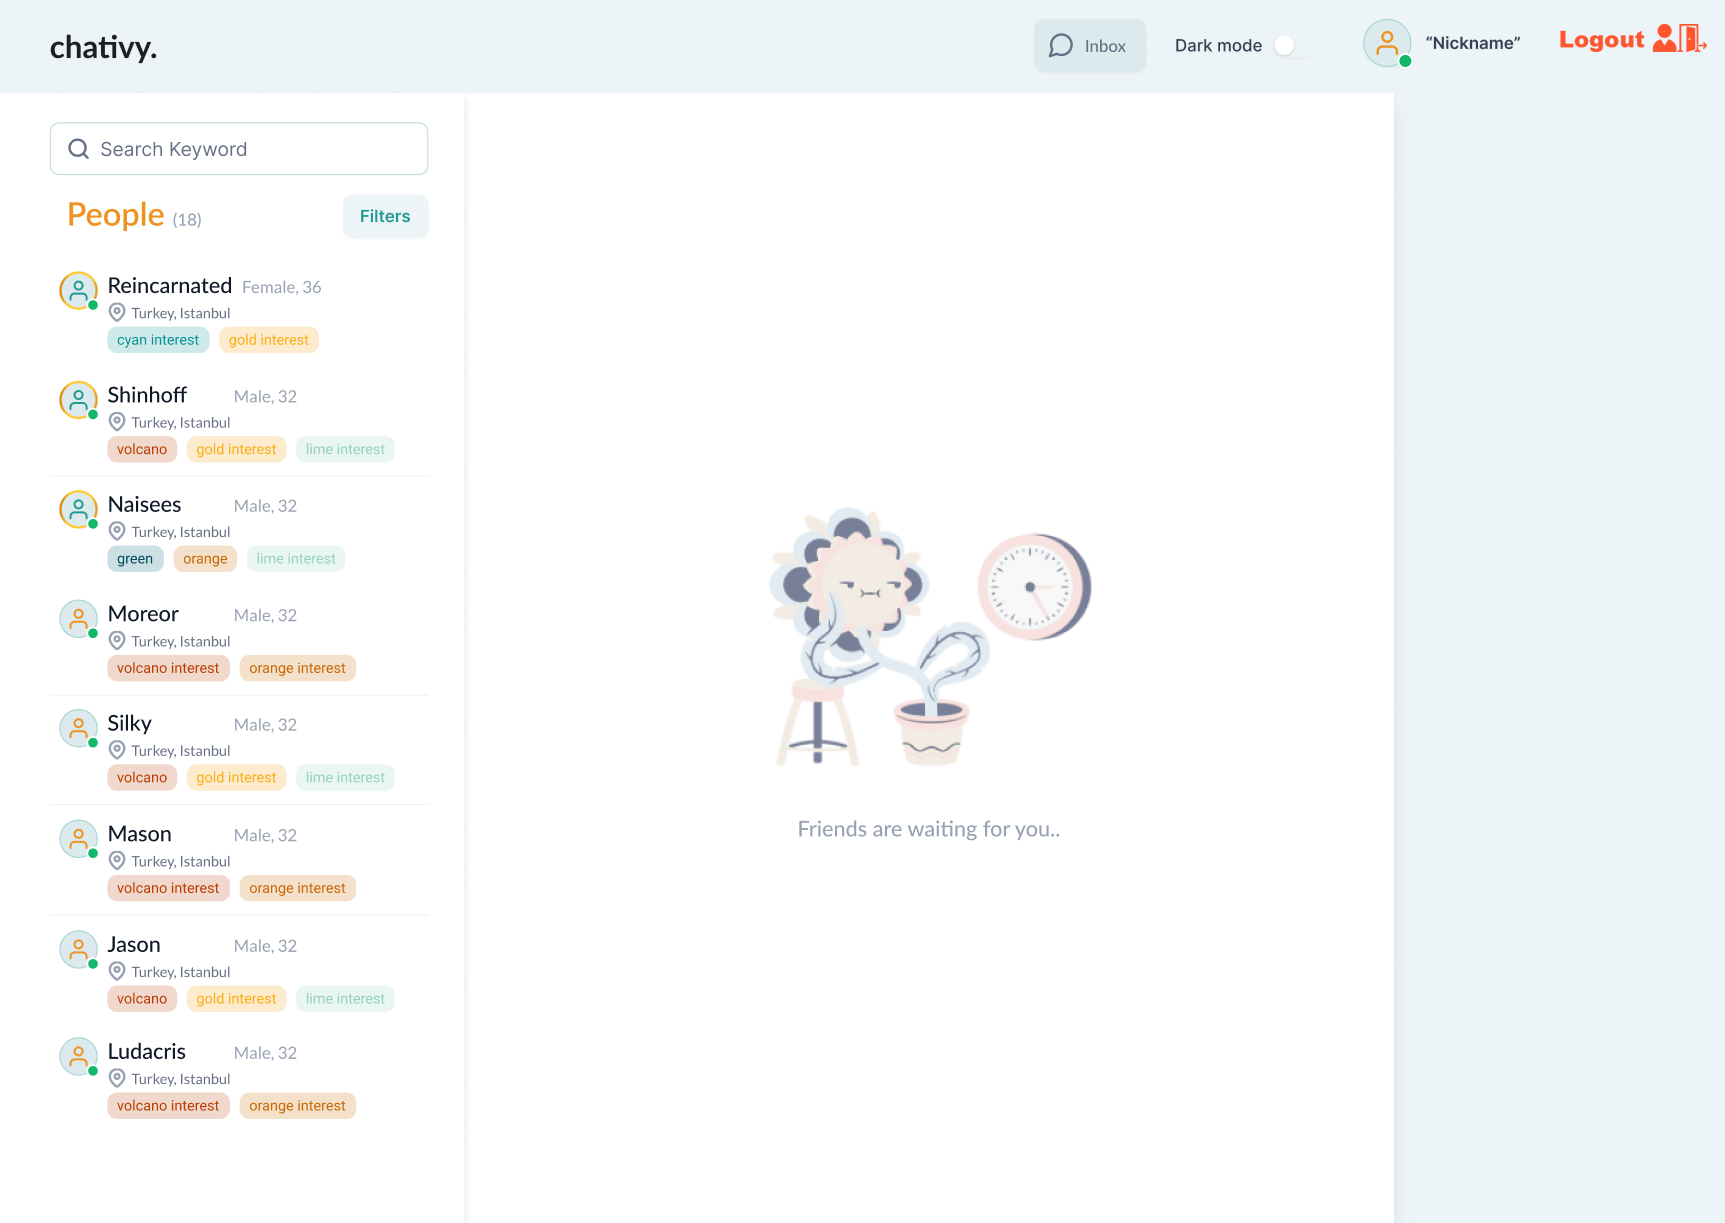 chativy.
Inbox
Dark mode
“Nickname”
Logout
Search Keyword
People (18)
Filters
Reincarnated Female, 36
Turkey, Istanbul
cyan interest gold interest
Shinhoff Male, 32
Turkey, Istanbul
volcano gold interest lime interest
Naisees Male, 32
Turkey, Istanbul
green orange lime interest
Moreor Male, 32
Turkey, Istanbul
volcano interest orange interest
Silky Male, 32
Turkey, Istanbul
volcano gold interest lime interest
Mason Male, 32
Turkey, Istanbul
volcano interest orange interest
Jason Male, 32
Turkey, Istanbul
volcano gold interest lime interest
Ludacris Male, 32
Turkey, Istanbul
volcano interest orange interest
Friends are waiting for you..